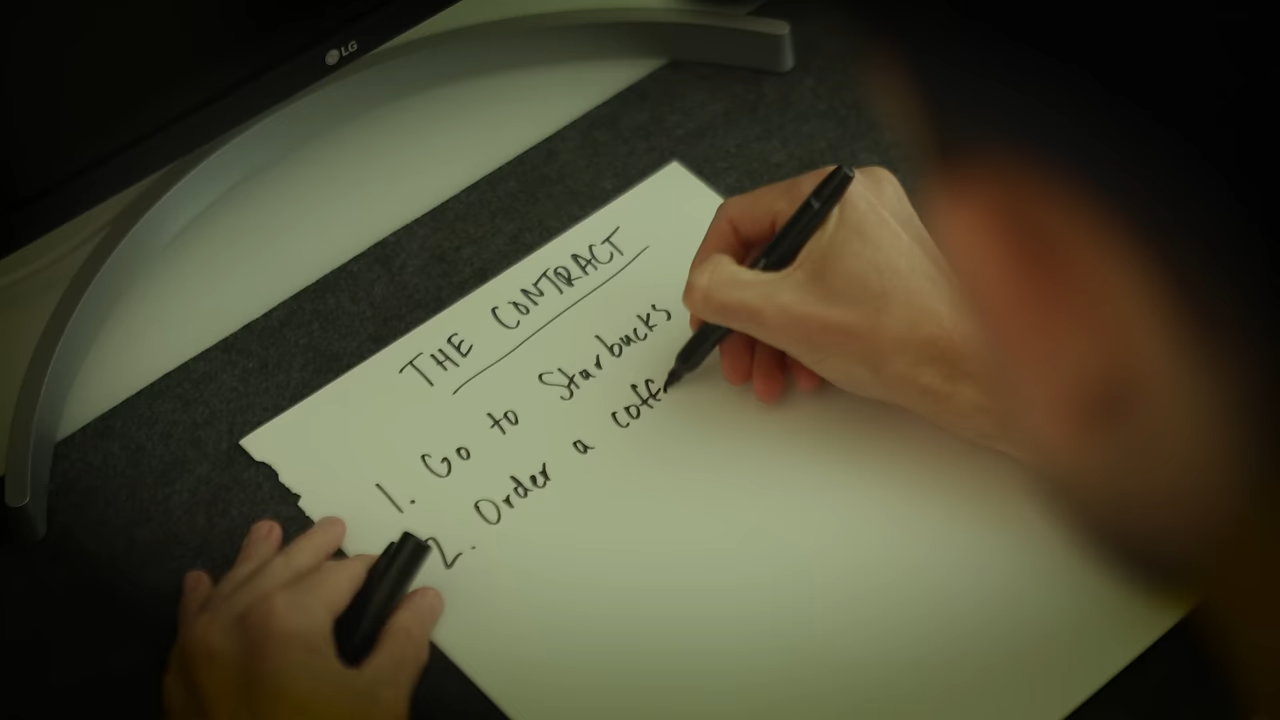 LG
THE CONTRACT
1. Go to Starbucks
2. Order a coff